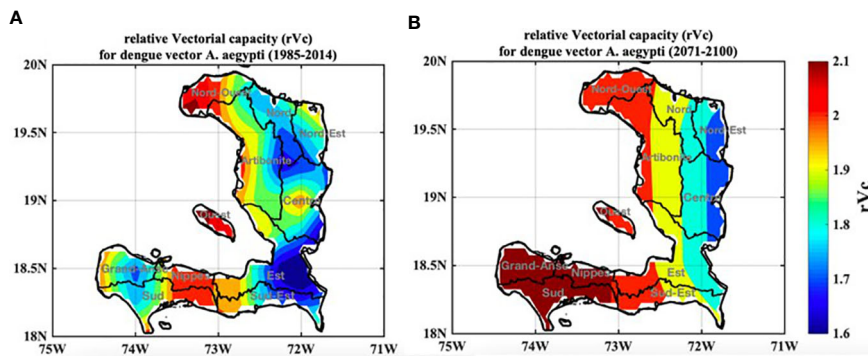 A
relative Vectorial capacity (rVc)
for dengue vector A. aegypti (1985-2014)
20N
19.5N
19N
18.5N
18N
75W 74W 73W 72W 71W
Nord-Ouest
Nord
Nord-Est
Artibonite
Centre
Ouest
Grand-Anse
Nippes
Est
Sud
Sud-Est
B
relative Vectorial capacity (rVc)
for dengue vector A. aegypti (2071-2100)
20N
19.5N
19N
18.5N
18N
75W 74W 73W 72W 71W
Nord-Ouest
Nord
Nord-Est
Artibonite
Centre
Ouest
Grand-Anse
Nippes
Est
Sud
Sud-Est
2.1
2
1.9
1.8
1.7
1.6
rVc